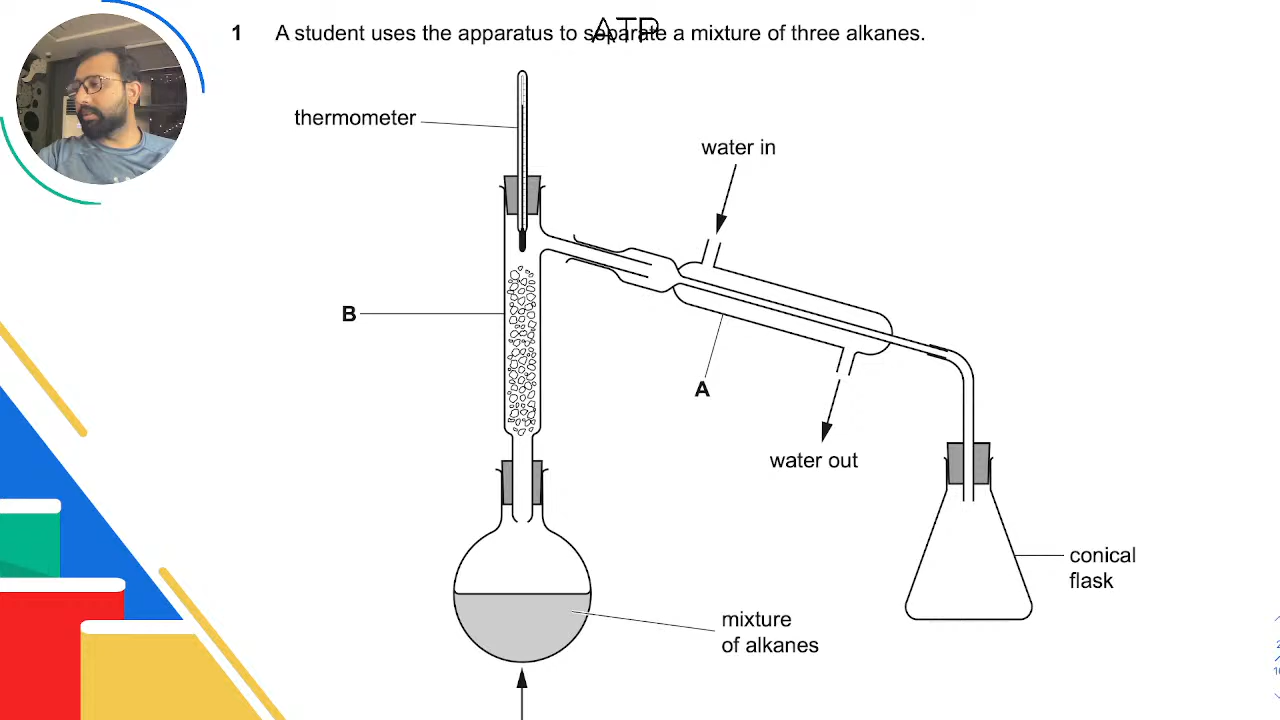 ATP
1 A student uses the apparatus to separate a mixture of three alkanes.
thermometer
water in
B
A
water out
conical
flask
mixture
of alkanes